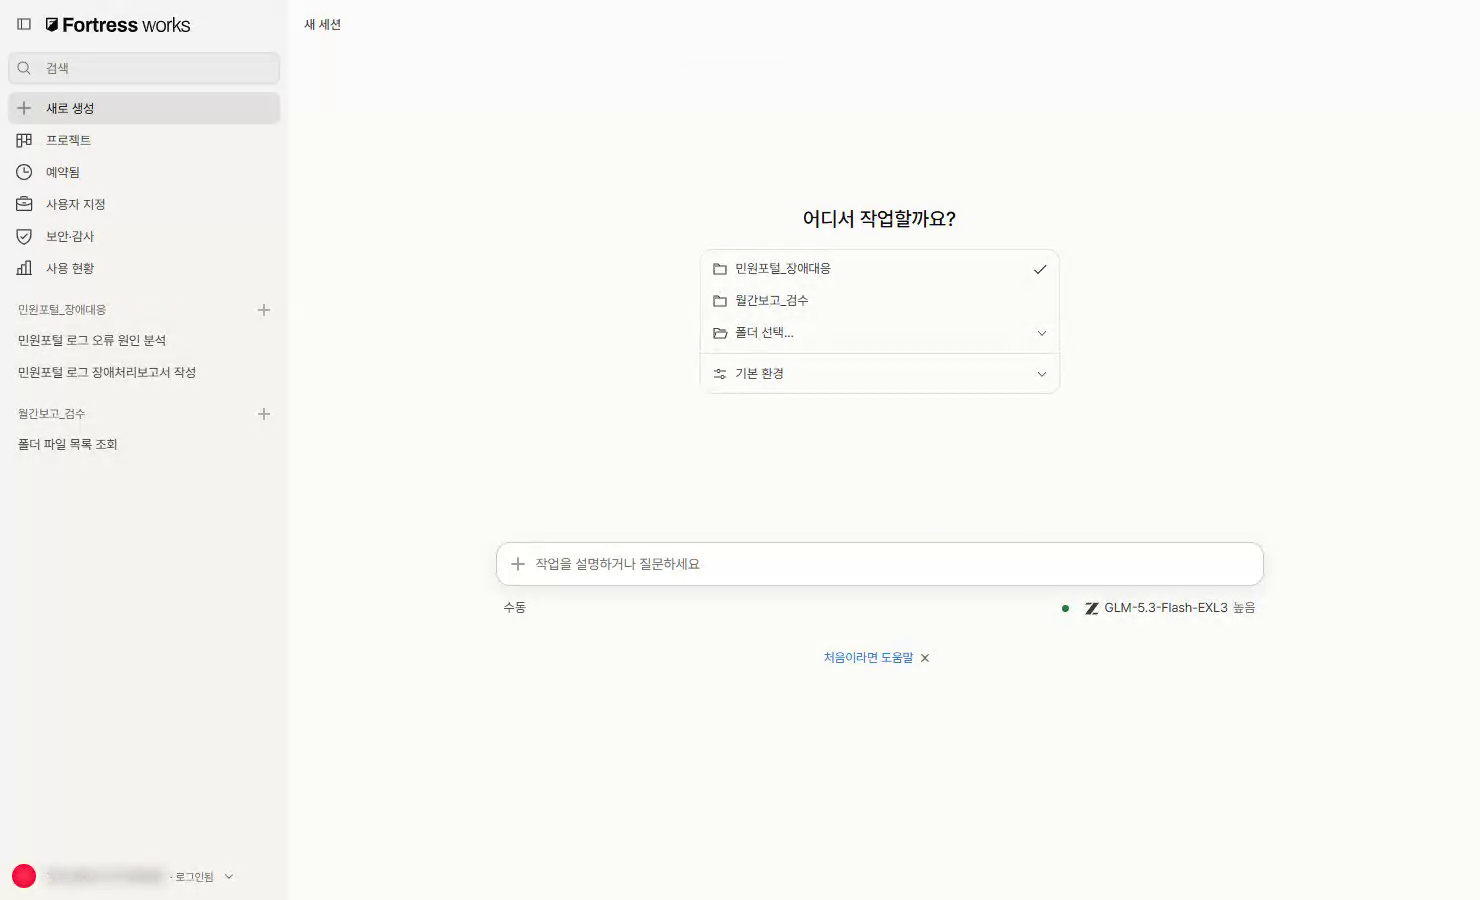 Fortress works
새 세션
검색
새로 생성
프로젝트
예약됨
사용자 지정
보안·감사
사용 현황
민원포털_장애대응
민원포털 로그 오류 원인 분석
민원포털 로그 장애처리보고서 작성
월간보고_검수
폴더 파일 목록 조회
어디서 작업할까요?
민원포털_장애대응
월간보고_검수
폴더 선택...
기본 환경
작업을 설명하거나 질문하세요
수동
GLM-5.3-Flash-EXL3 높음
처음이라면 도움말
· 로그인됨